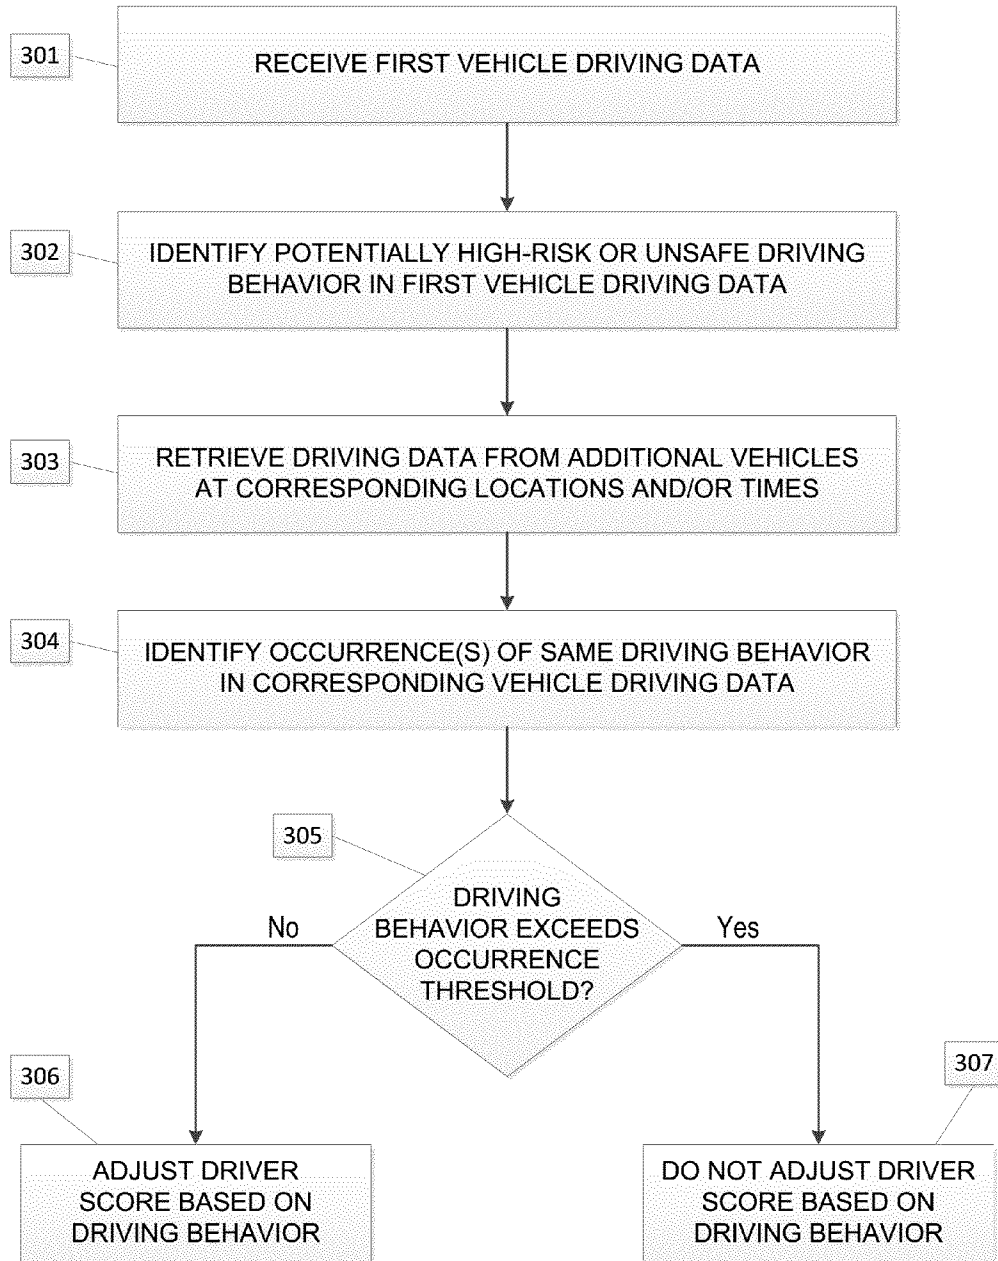 301
RECEIVE FIRST VEHICLE DRIVING DATA
302
IDENTIFY POTENTIALLY HIGH-RISK OR UNSAFE DRIVING
BEHAVIOR IN FIRST VEHICLE DRIVING DATA
303
RETRIEVE DRIVING DATA FROM ADDITIONAL VEHICLES
AT CORRESPONDING LOCATIONS AND/OR TIMES
304
IDENTIFY OCCURRENCE(S) OF SAME DRIVING BEHAVIOR
IN CORRESPONDING VEHICLE DRIVING DATA
305
DRIVING
BEHAVIOR EXCEEDS
OCCURRENCE
THRESHOLD?
No
Yes
306
ADJUST DRIVER
SCORE BASED ON
DRIVING BEHAVIOR
307
DO NOT ADJUST DRIVER
SCORE BASED ON
DRIVING BEHAVIOR